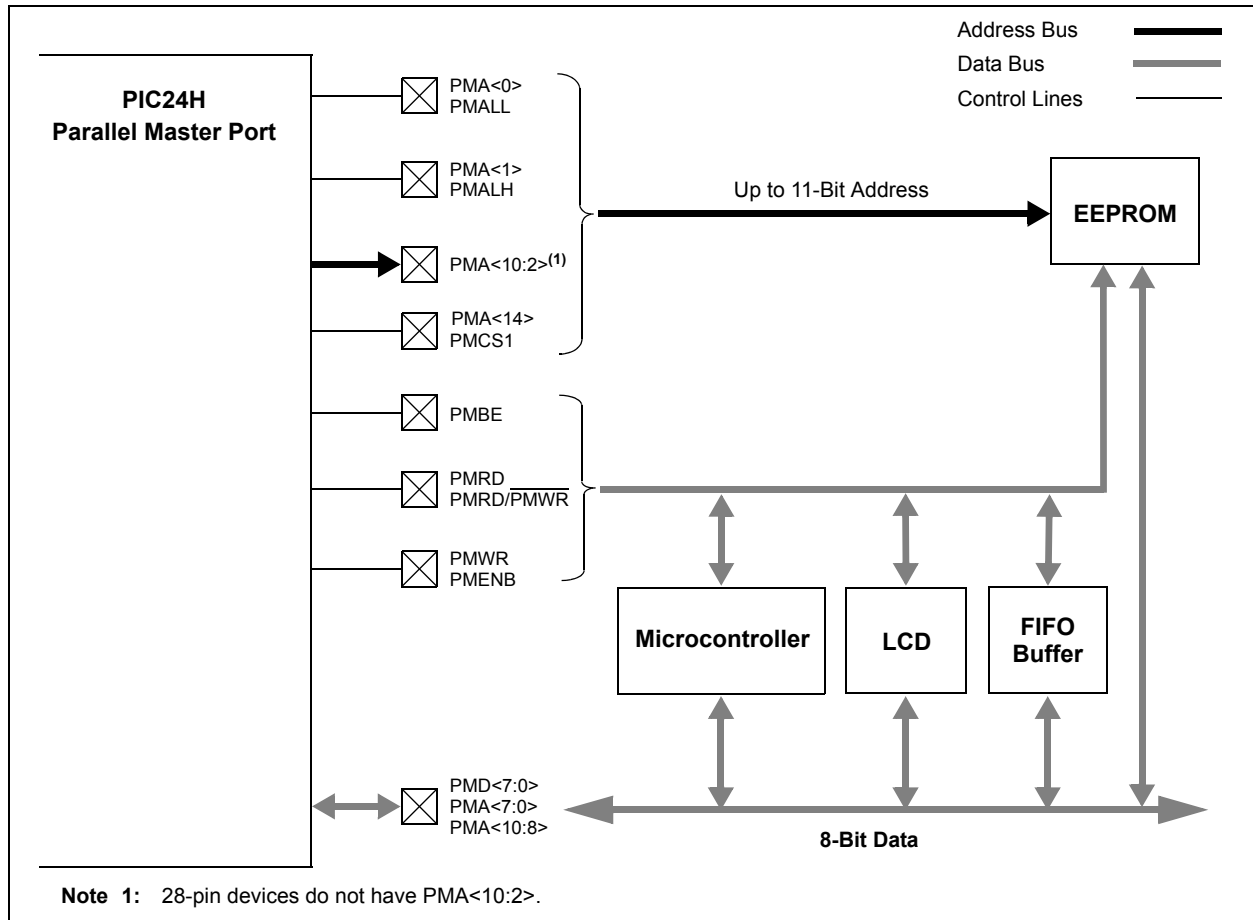 Address Bus
Data Bus
Control Lines
PIC24H
Parallel Master Port
PMA<0>
PMALL
PMA<1>
PMALH
PMA<10:2>(1)
PMA<14>
PMCS1
Up to 11-Bit Address
EEPROM
PMBE
PMRD
PMRD/PMWR
PMWR
PMENB
Microcontroller
LCD
FIFO
Buffer
PMD<7:0>
PMA<7:0>
PMA<10:8>
8-Bit Data
Note 1: 28-pin devices do not have PMA<10:2>.